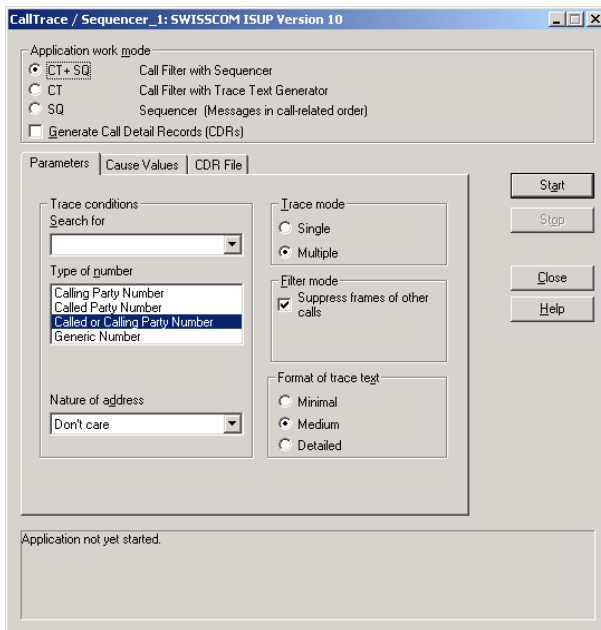 CallTrace / Sequencer_1: SWISSCOM ISUP Version 10
Application work mode
CT+ SQ Call Filter with Sequencer
CT Call Filter with Trace Text Generator
SQ Sequencer (Messages in call-related order)
Generate Call Detail Records (CDRs)
Parameters Cause Values CDR File
Trace conditions
Search for
Type of number
Calling Party Number
Called Party Number
Called or Calling Party Number
Generic Number
Nature of address
Don't care
Trace mode
Single
Multiple
Filter mode
Suppress frames of other
calls
Format of trace text
Minimal
Medium
Detailed
Start
Stop
Close
Help
Application not yet started.